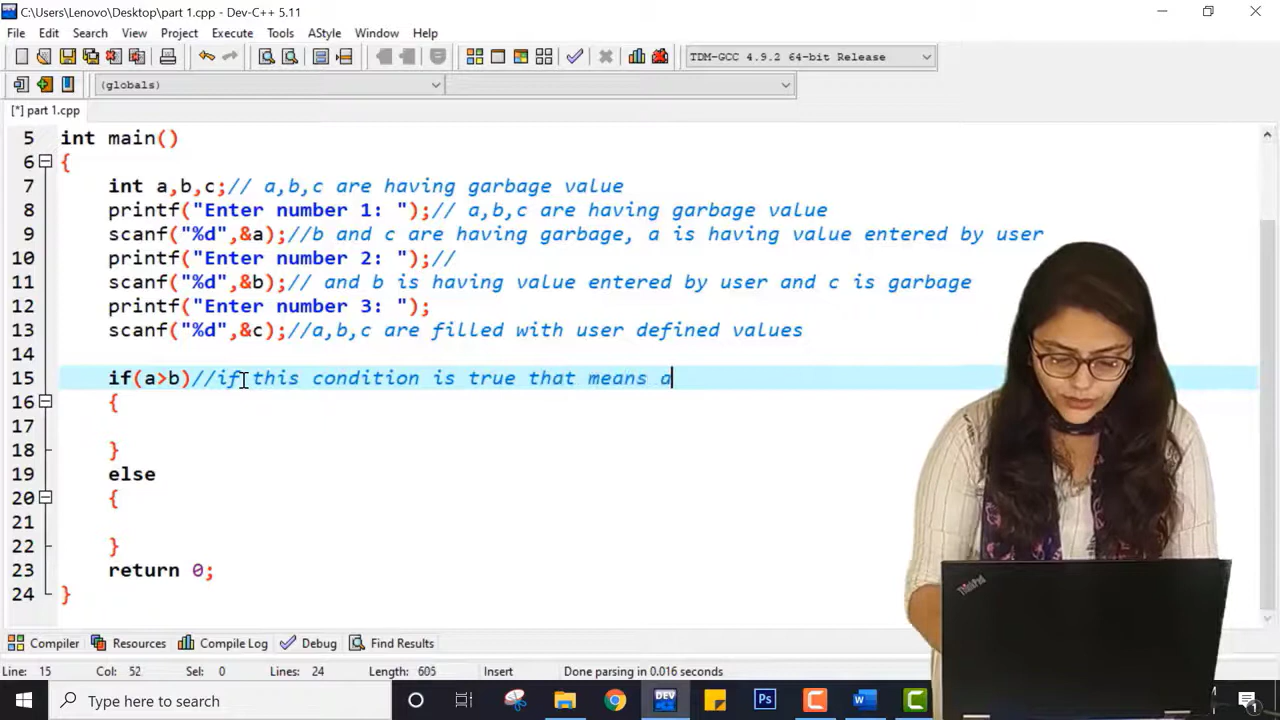 C:\Users\Lenovo\Desktop\part 1.cpp - Dev-C++ 5.11
File Edit Search View Project Execute Tools AStyle Window Help
TDM-GCC 4.9.2 64-bit Release
(globals)
[*] part 1.cpp
5 int main()
6 {
7 int a,b,c;// a,b,c are having garbage value
8 printf("Enter number 1: ");// a,b,c are having garbage value
9 scanf("%d",&a);//b and c are having garbage, a is having value entered by user
10 printf("Enter number 2: ");//
11 scanf("%d",&b);// and b is having value entered by user and c is garbage
12 printf("Enter number 3: ");
13 scanf("%d",&c);//a,b,c are filled with user defined values
14
15 if(a>b)//if this condition is true that means a
16 {
17
18 }
19 else
20 {
21
22 }
23 return 0;
24 }
Compiler Resources Compile Log Debug Find Results
Line: 15 Col: 52 Sel: 0 Lines: 24 Length: 605 Insert Done parsing in 0.016 seconds
Type here to search DEV Ps
ThinkPad